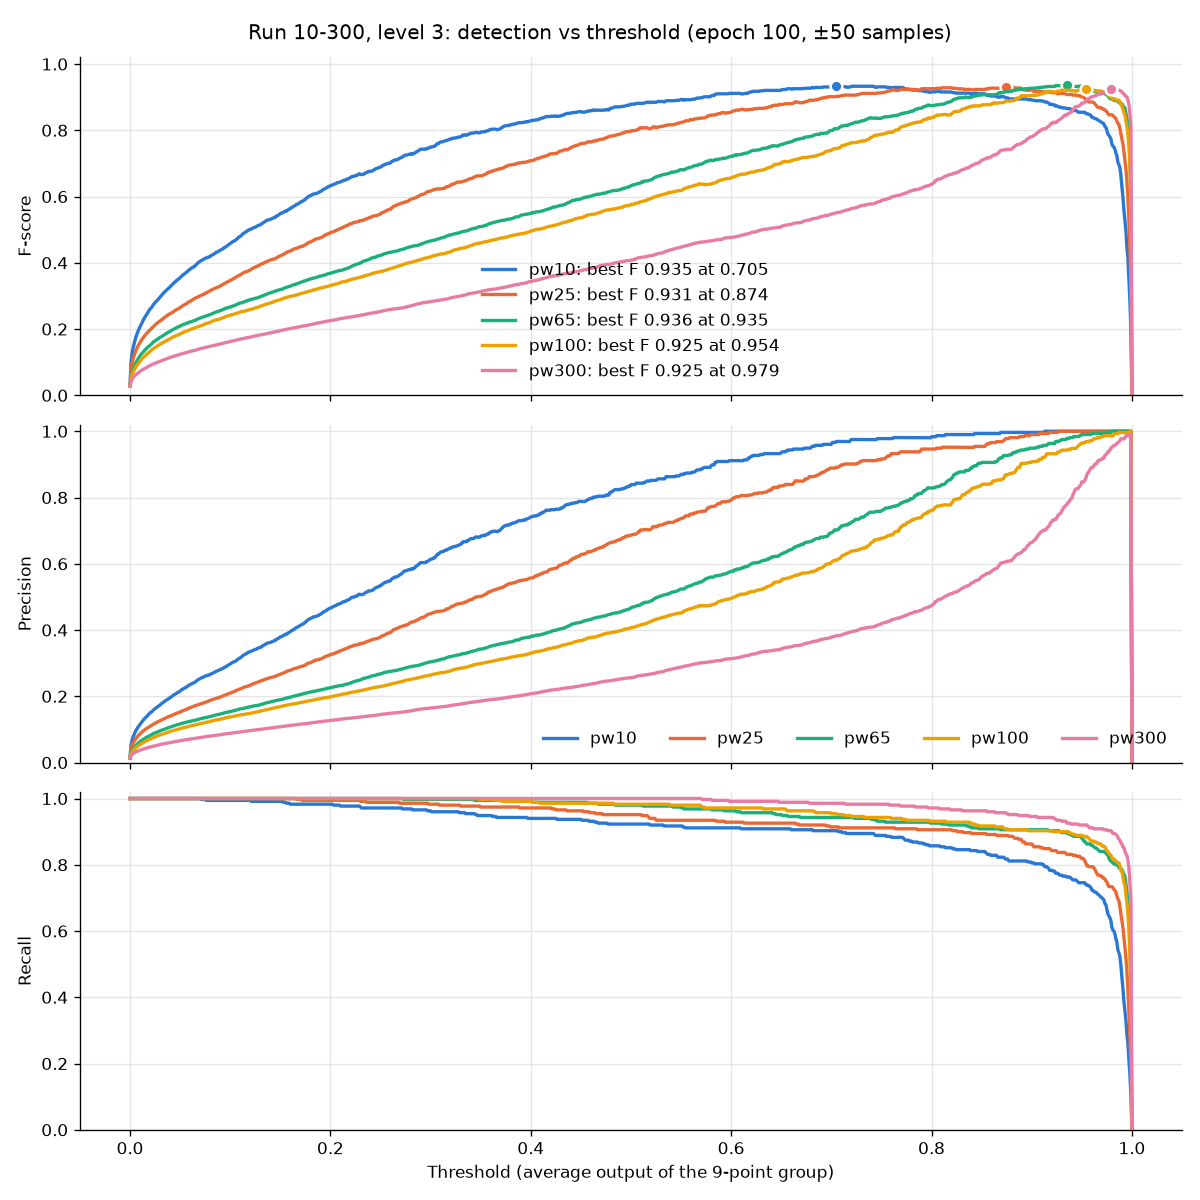 Run 10-300, level 3: detection vs threshold (epoch 100, ±50 samples)
1.0
0.8
0.6
0.4
0.2
0.0
F-score
pw10: best F 0.935 at 0.705
pw25: best F 0.931 at 0.874
pw65: best F 0.936 at 0.935
pw100: best F 0.925 at 0.954
pw300: best F 0.925 at 0.979
1.0
0.8
0.6
0.4
0.2
0.0
Precision
pw10 pw25 pw65 pw100 pw300
1.0
0.8
0.6
0.4
0.2
0.0
Recall
0.0 0.2 0.4 0.6 0.8 1.0
Threshold (average output of the 9-point group)